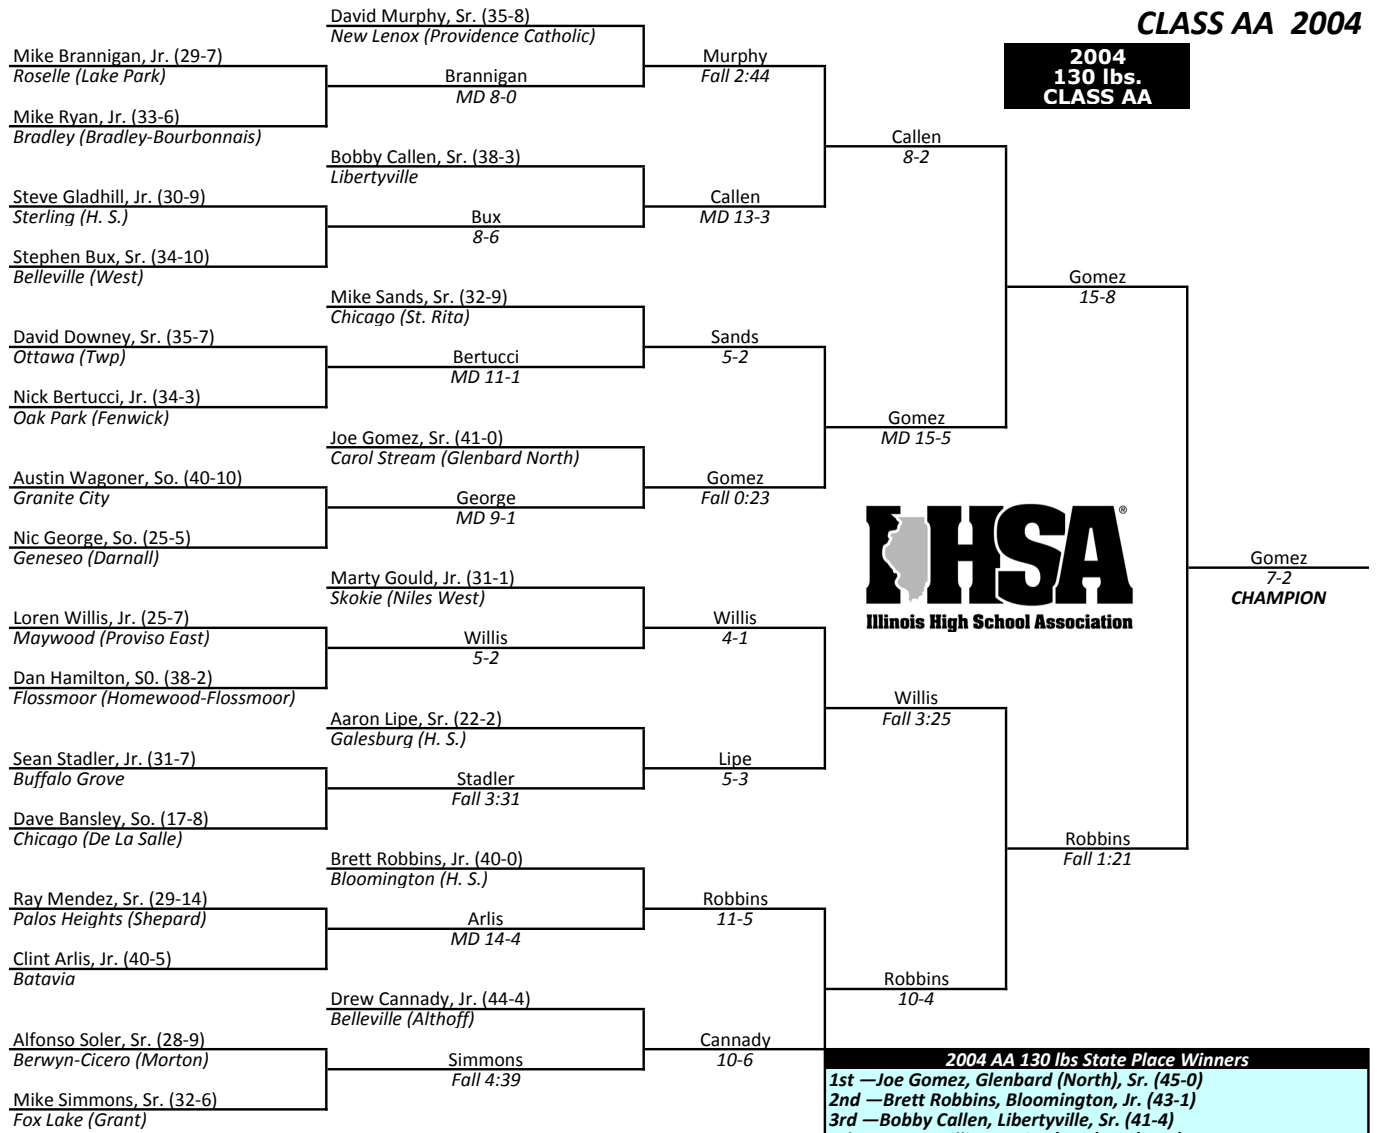 CLASS AA 2004
2004
130 lbs.
CLASS AA
Mike Brannigan, Jr. (29-7)
Roselle (Lake Park)
Mike Ryan, Jr. (33-6)
Bradley (Bradley-Bourbonnais)
Steve Gladhill, Jr. (30-9)
Sterling (H. S.)
Stephen Bux, Sr. (34-10)
Belleville (West)
David Downey, Sr. (35-7)
Ottawa (Twp)
Nick Bertucci, Jr. (34-3)
Oak Park (Fenwick)
Austin Wagoner, So. (40-10)
Granite City
Nic George, So. (25-5)
Geneseo (Darnall)
Loren Willis, Jr. (25-7)
Maywood (Proviso East)
Dan Hamilton, S0. (38-2)
Flossmoor (Homewood-Flossmoor)
Sean Stadler, Jr. (31-7)
Buffalo Grove
Dave Bansley, So. (17-8)
Chicago (De La Salle)
Ray Mendez, Sr. (29-14)
Palos Heights (Shepard)
Clint Arlis, Jr. (40-5)
Batavia
Alfonso Soler, Sr. (28-9)
Berwyn-Cicero (Morton)
Mike Simmons, Sr. (32-6)
Fox Lake (Grant)
David Murphy, Sr. (35-8)
New Lenox (Providence Catholic)
Brannigan
MD 8-0
Bobby Callen, Sr. (38-3)
Libertyville
Bux
8-6
Mike Sands, Sr. (32-9)
Chicago (St. Rita)
Bertucci
MD 11-1
Joe Gomez, Sr. (41-0)
Carol Stream (Glenbard North)
George
MD 9-1
Marty Gould, Jr. (31-1)
Skokie (Niles West)
Willis
5-2
Aaron Lipe, Sr. (22-2)
Galesburg (H. S.)
Stadler
Fall 3:31
Brett Robbins, Jr. (40-0)
Bloomington (H. S.)
Arlis
MD 14-4
Drew Cannady, Jr. (44-4)
Belleville (Althoff)
Simmons
Fall 4:39
Murphy
Fall 2:44
Callen
MD 13-3
Sands
5-2
Gomez
Fall 0:23
Willis
4-1
Lipe
5-3
Robbins
11-5
Cannady
10-6
Callen
8-2
Gomez
MD 15-5
Willis
Fall 3:25
Robbins
10-4
Gomez
15-8
Robbins
Fall 1:21
Gomez
7-2
CHAMPION
IHSA®
Illinois High School Association
2004 AA 130 lbs State Place Winners
1st —Joe Gomez, Glenbard (North), Sr. (45-0)
2nd —Brett Robbins, Bloomington, Jr. (43-1)
3rd —Bobby Callen, Libertyville, Sr. (41-4)